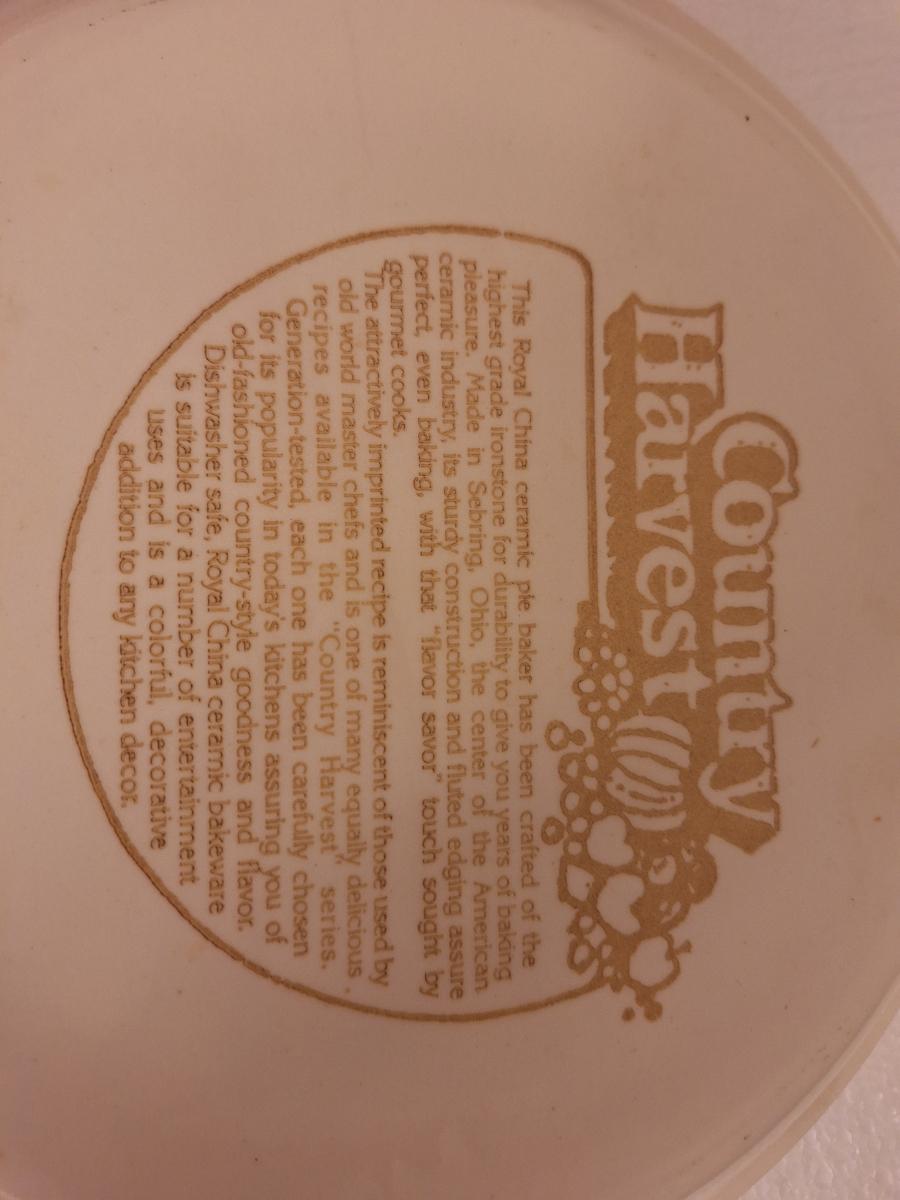 Country
Harvest
This Royal China ceramic pie baker has been crafted of the
highest grade ironstone for durability to give you years of baking
pleasure. Made in Sebring, Ohio, the center of the American
ceramic industry, its sturdy construction and fluted edging assure
perfect, even baking, with that "flavor savor" touch sought by
gourmet cooks.
The attractively imprinted recipe is reminiscent of those used by
old world master chefs and is one of many equally delicious
recipes available in the "Country Harvest" series.
Generation-tested, each one has been carefully chosen
for its popularity in today's kitchens assuring you of
old-fashioned country-style goodness and flavor.
Dishwasher safe, Royal China ceramic bakeware
is suitable for a number of entertainment
uses and is a colorful, decorative
addition to any kitchen decor.